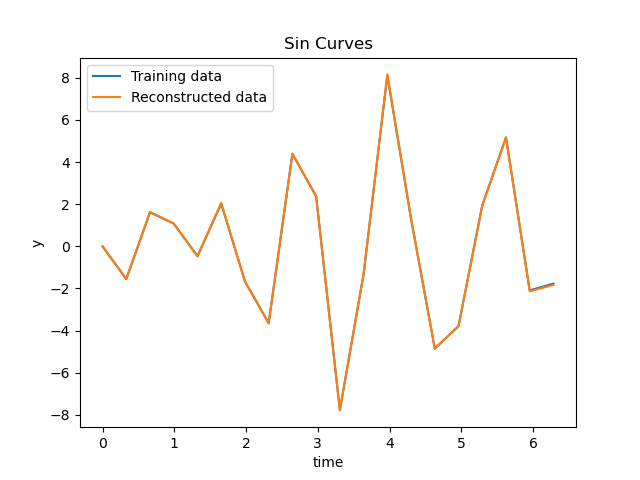 Sin Curves
Training data
Reconstructed data
8
6
4
2
0
−2
−4
−6
−8
y
0 1 2 3 4 5 6
time